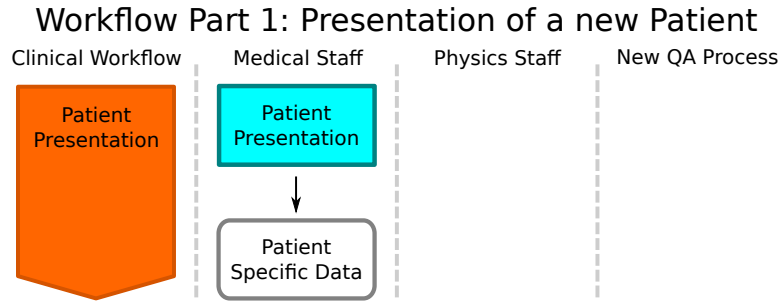 Workflow Part 1: Presentation of a new Patient
Clinical Workflow
Medical Staff
Physics Staff
New QA Process
Patient
Presentation
Patient
Presentation
Patient
Specific Data